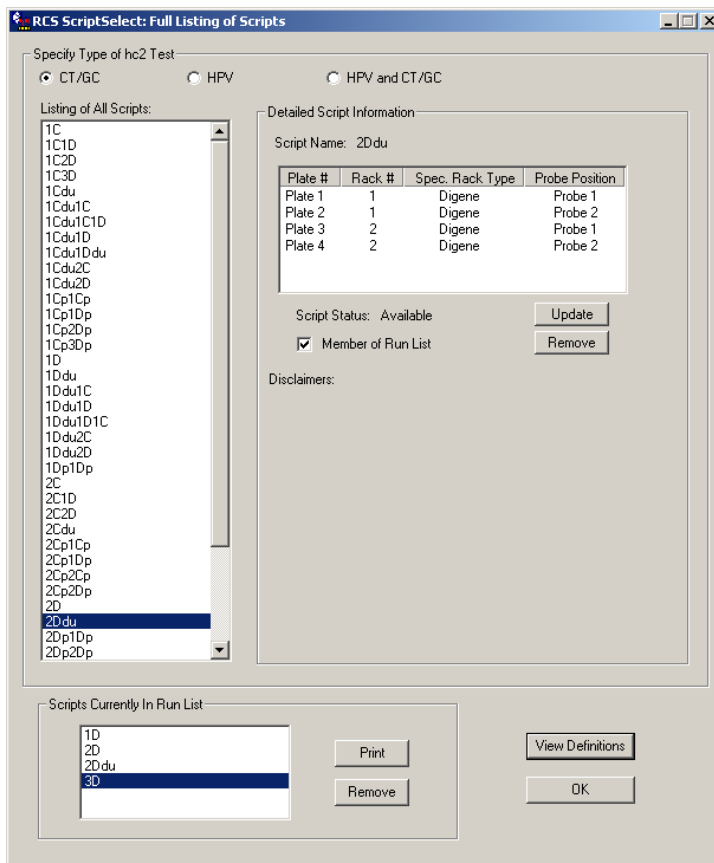 RCS ScriptSelect: Full Listing of Scripts
Specify Type of hc2 Test
CT/GC HPV HPV and CT/GC
Listing of All Scripts:
1C
1C1D
1C2D
1C3D
1Cdu
1Cdu1C
1Cdu1C1D
1Cdu1D
1Cdu1Ddu
1Cdu2C
1Cdu2D
1Cp1Cp
1Cp1Dp
1Cp2Dp
1Cp3Dp
1D
1Ddu
1Ddu1C
1Ddu1D
1Ddu1D1C
1Ddu2C
1Ddu2D
1Dp1Dp
2C
2C1D
2C2D
2Cdu
2Cp1Cp
2Cp1Dp
2Cp2Cp
2Cp2Dp
2D
2Ddu
2Dp1Dp
2Dp2Dp
Detailed Script Information
Script Name: 2Ddu
Plate # Rack # Spec. Rack Type Probe Position
Plate 1 1 Digene Probe 1
Plate 2 1 Digene Probe 2
Plate 3 2 Digene Probe 1
Plate 4 2 Digene Probe 2
Script Status: Available Update
Member of Run List Remove
Disclaimers:
Scripts Currently In Run List
1D
2D
2Ddu
3D
Print
Remove
View Definitions
OK